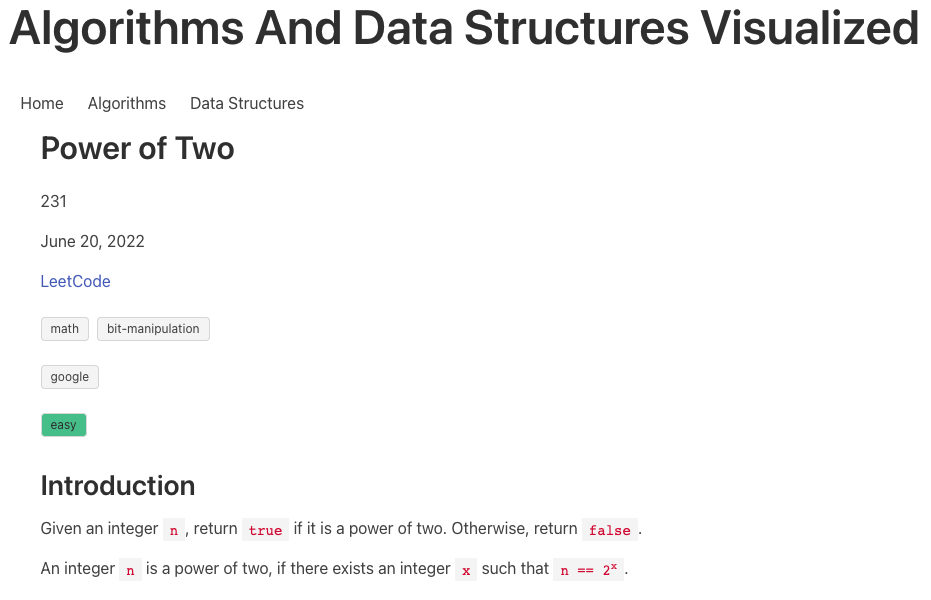 Algorithms And Data Structures Visualized
Home Algorithms Data Structures
Power of Two
231
June 20, 2022
LeetCode
math bit-manipulation
google
easy
Introduction
Given an integer n , return true if it is a power of two. Otherwise, return false .
An integer n is a power of two, if there exists an integer x such that n == 2ˣ .